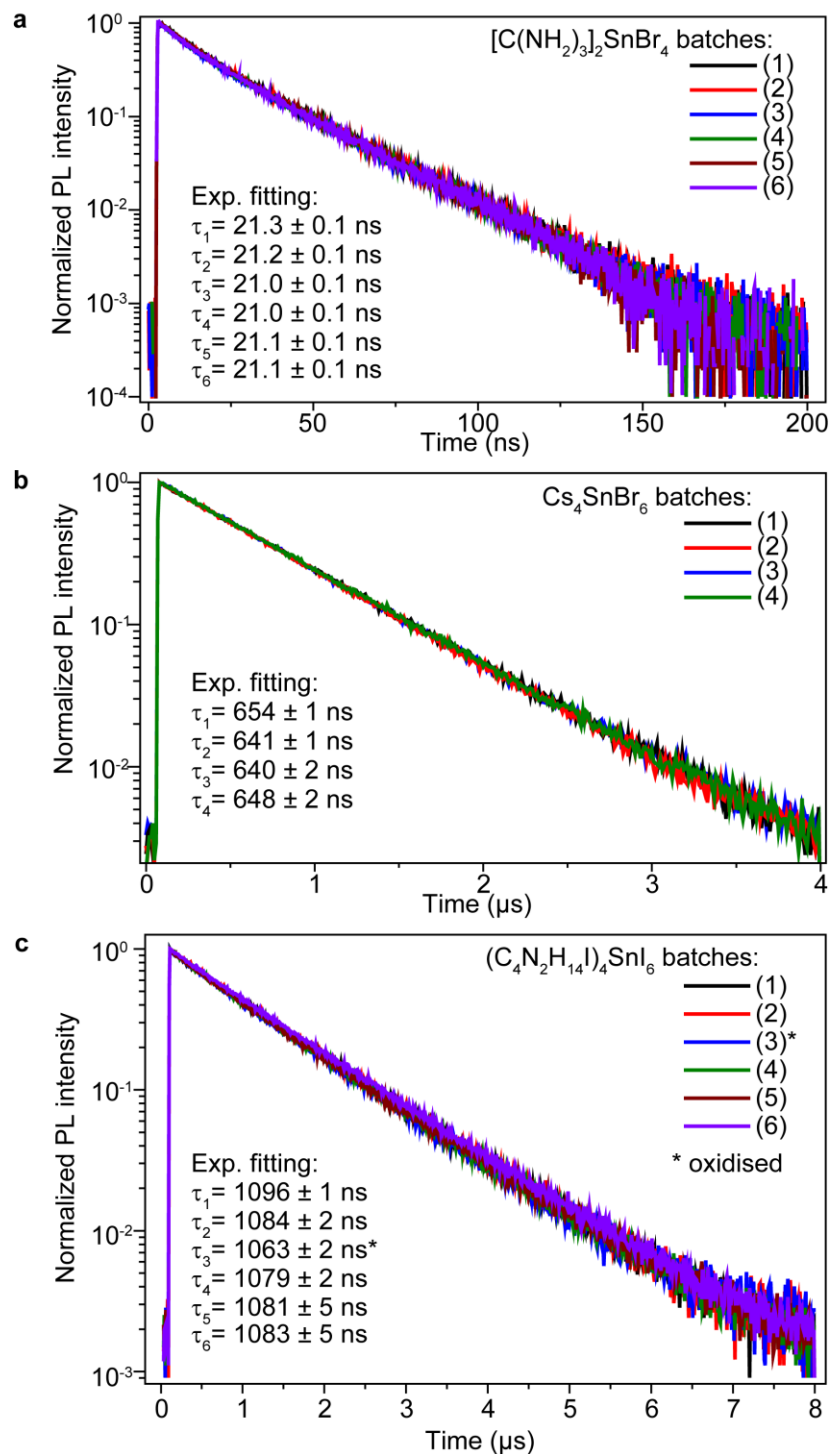 a
[C(NH₂)₃]₂SnBr₄ batches:
(1)
(2)
(3)
(4)
(5)
(6)
Normalized PL intensity
10⁰
10⁻¹
10⁻²
10⁻³
10⁻⁴
Exp. fitting:
τ₁= 21.3 ± 0.1 ns
τ₂= 21.2 ± 0.1 ns
τ₃= 21.0 ± 0.1 ns
τ₄= 21.0 ± 0.1 ns
τ₅= 21.1 ± 0.1 ns
τ₆= 21.1 ± 0.1 ns
0 50 100 150 200
Time (ns)
b
Cs₄SnBr₆ batches:
(1)
(2)
(3)
(4)
Normalized PL intensity
10⁰
10⁻¹
10⁻²
Exp. fitting:
τ₁= 654 ± 1 ns
τ₂= 641 ± 1 ns
τ₃= 640 ± 2 ns
τ₄= 648 ± 2 ns
0 1 2 3 4
Time (µs)
c
(C₄N₂H₁₄I)₄SnI₆ batches:
(1)
(2)
(3)*
(4)
(5)
(6)
* oxidised
Normalized PL intensity
10⁰
10⁻¹
10⁻²
10⁻³
Exp. fitting:
τ₁= 1096 ± 1 ns
τ₂= 1084 ± 2 ns
τ₃= 1063 ± 2 ns*
τ₄= 1079 ± 2 ns
τ₅= 1081 ± 5 ns
τ₆= 1083 ± 5 ns
0 1 2 3 4 5 6 7 8
Time (µs)